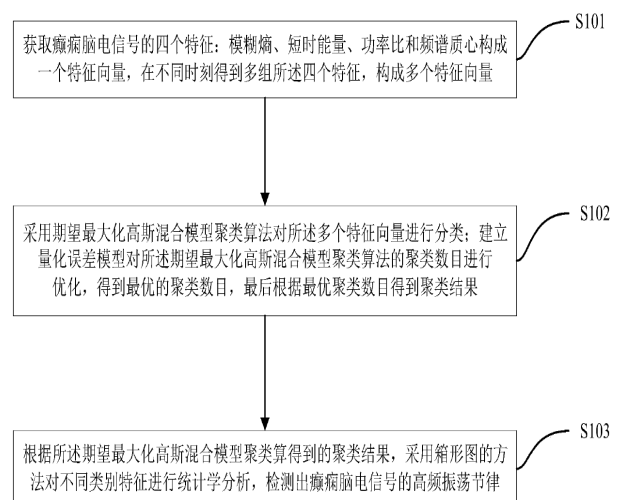 S101
获取癫痫脑电信号的四个特征：模糊熵、短时能量、功率比和频谱质心构成
一个特征向量，在不同时刻得到多组所述四个特征，构成多个特征向量
S102
采用期望最大化高斯混合模型聚类算法对所述多个特征向量进行分类；建立
量化误差模型对所述期望最大化高斯混合模型聚类算法的聚类数目进行
优化，得到最优的聚类数目，最后根据最优聚类数目得到聚类结果
S103
根据所述期望最大化高斯混合模型聚类算得到的聚类结果，采用箱形图的方
法对不同类别特征进行统计学分析，检测出癫痫脑电信号的高频振荡节律